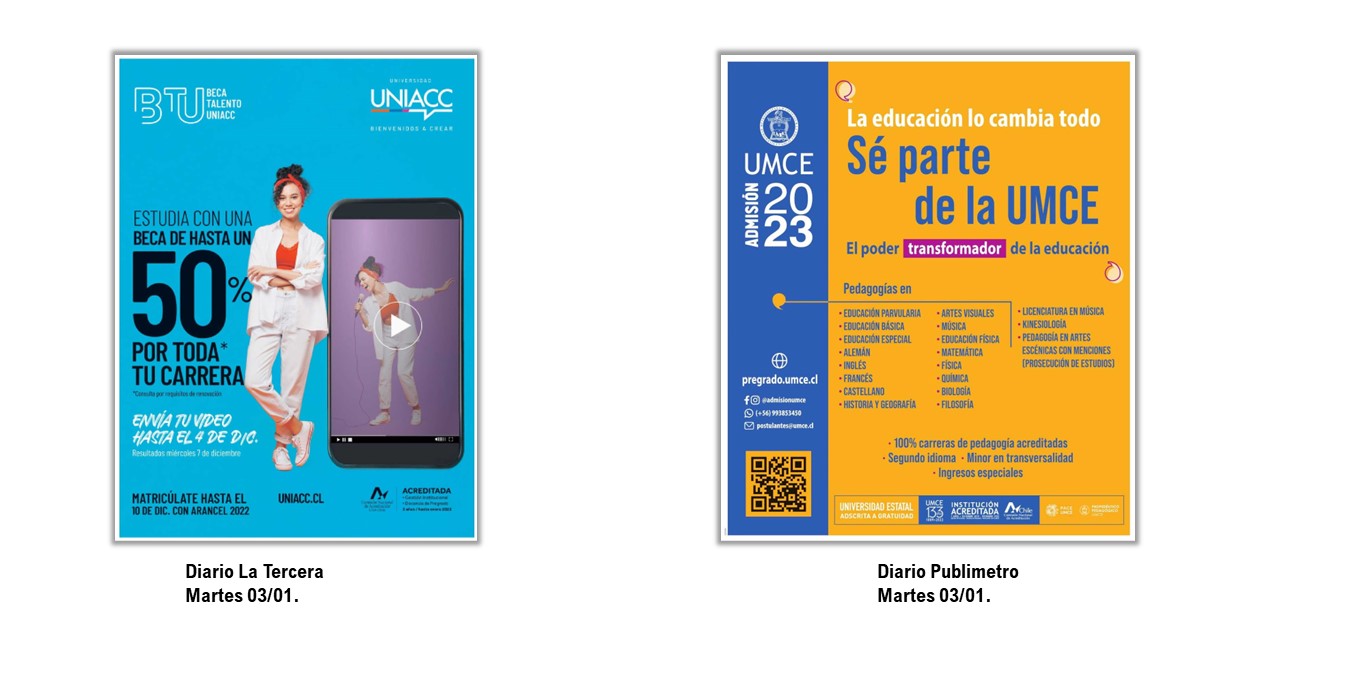 BTU BECA
TALENTO
UNIACC
UNIVERSIDAD
UNIACC
BIENVENIDOS A CREAR
ESTUDIA CON UNA
BECA DE HASTA UN
50%
POR TODA*
TU CARRERA
*Consulta por requisitos de renovación
ENVÍA TU VIDEO
HASTA EL 4 DE DIC.
Resultados miércoles 7 de diciembre
MATRICÚLATE HASTA EL
10 DE DIC. CON ARANCEL 2022
UNIACC.CL
ACREDITADA
Diario La Tercera
Martes 03/01.
UMCE
ADMISIÓN
20
23
pregrado.umce.cl
@admisionumce
(+56) 993853450
postulantes@umce.cl
La educación lo cambia todo
Sé parte
de la UMCE
El poder transformador de la educación
Pedagogías en
• EDUCACIÓN PARVULARIA
• EDUCACIÓN BÁSICA
• EDUCACIÓN ESPECIAL
• ALEMÁN
• INGLÉS
• FRANCÉS
• CASTELLANO
• HISTORIA Y GEOGRAFÍA
• ARTES VISUALES
• MÚSICA
• EDUCACIÓN FÍSICA
• MATEMÁTICA
• FÍSICA
• QUÍMICA
• BIOLOGÍA
• FILOSOFÍA
• LICENCIATURA EN MÚSICA
• KINESIOLOGÍA
• PEDAGOGÍA EN ARTES
ESCÉNICAS CON MENCIONES
(PROSECUCIÓN DE ESTUDIOS)
· 100% carreras de pedagogía acreditadas
· Segundo idioma · Minor en transversalidad
· Ingresos especiales
UNIVERSIDAD ESTATAL
ADSCRITA A GRATUIDAD
UMCE
INSTITUCIÓN
ACREDITADA
Diario Publimetro
Martes 03/01.